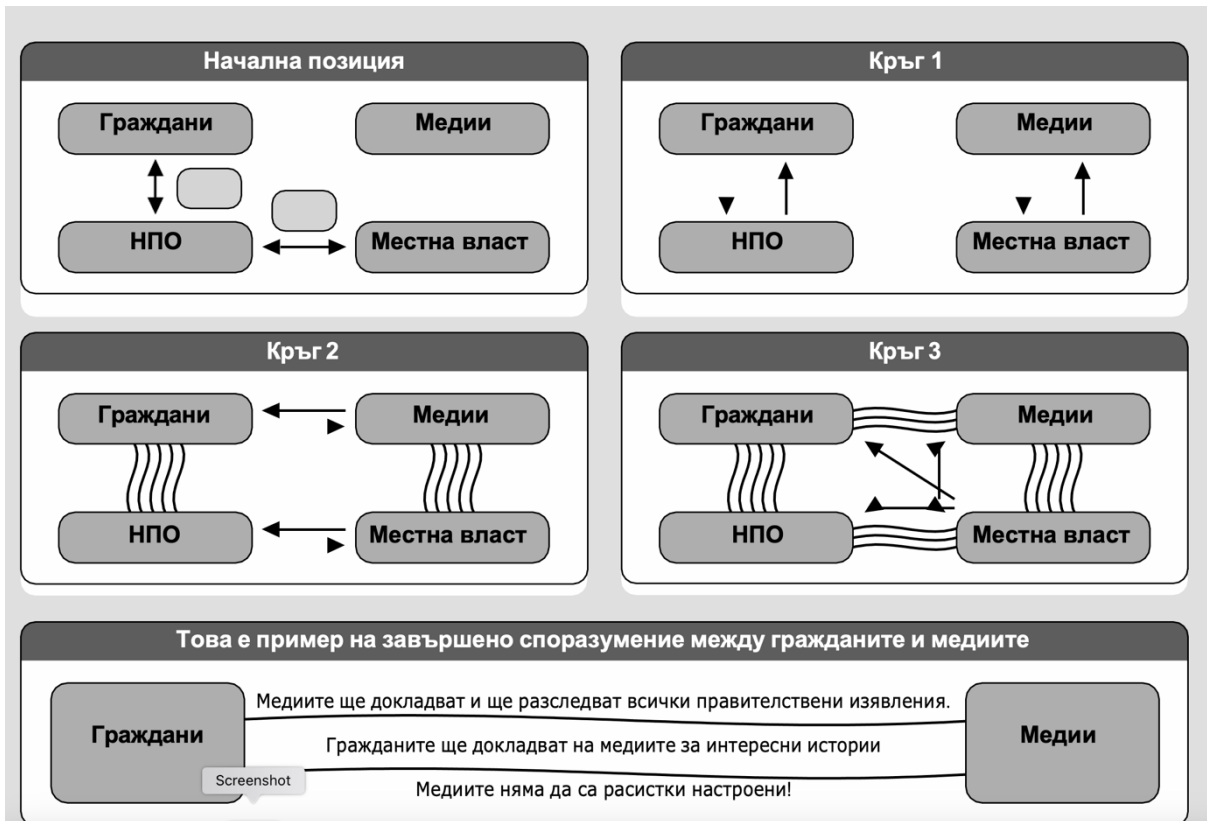 Начална позиция
Граждани
Медии
НПО
Местна власт
Кръг 1
Граждани
Медии
НПО
Местна власт
Кръг 2
Граждани
Медии
НПО
Местна власт
Кръг 3
Граждани
Медии
НПО
Местна власт
Това е пример на завършено споразумение между гражданите и медиите
Граждани
Медиите ще докладват и ще разследват всички правителствени изявления.
Гражданите ще докладват на медиите за интересни истории
Медиите няма да са расистки настроени!
Медии
Screenshot